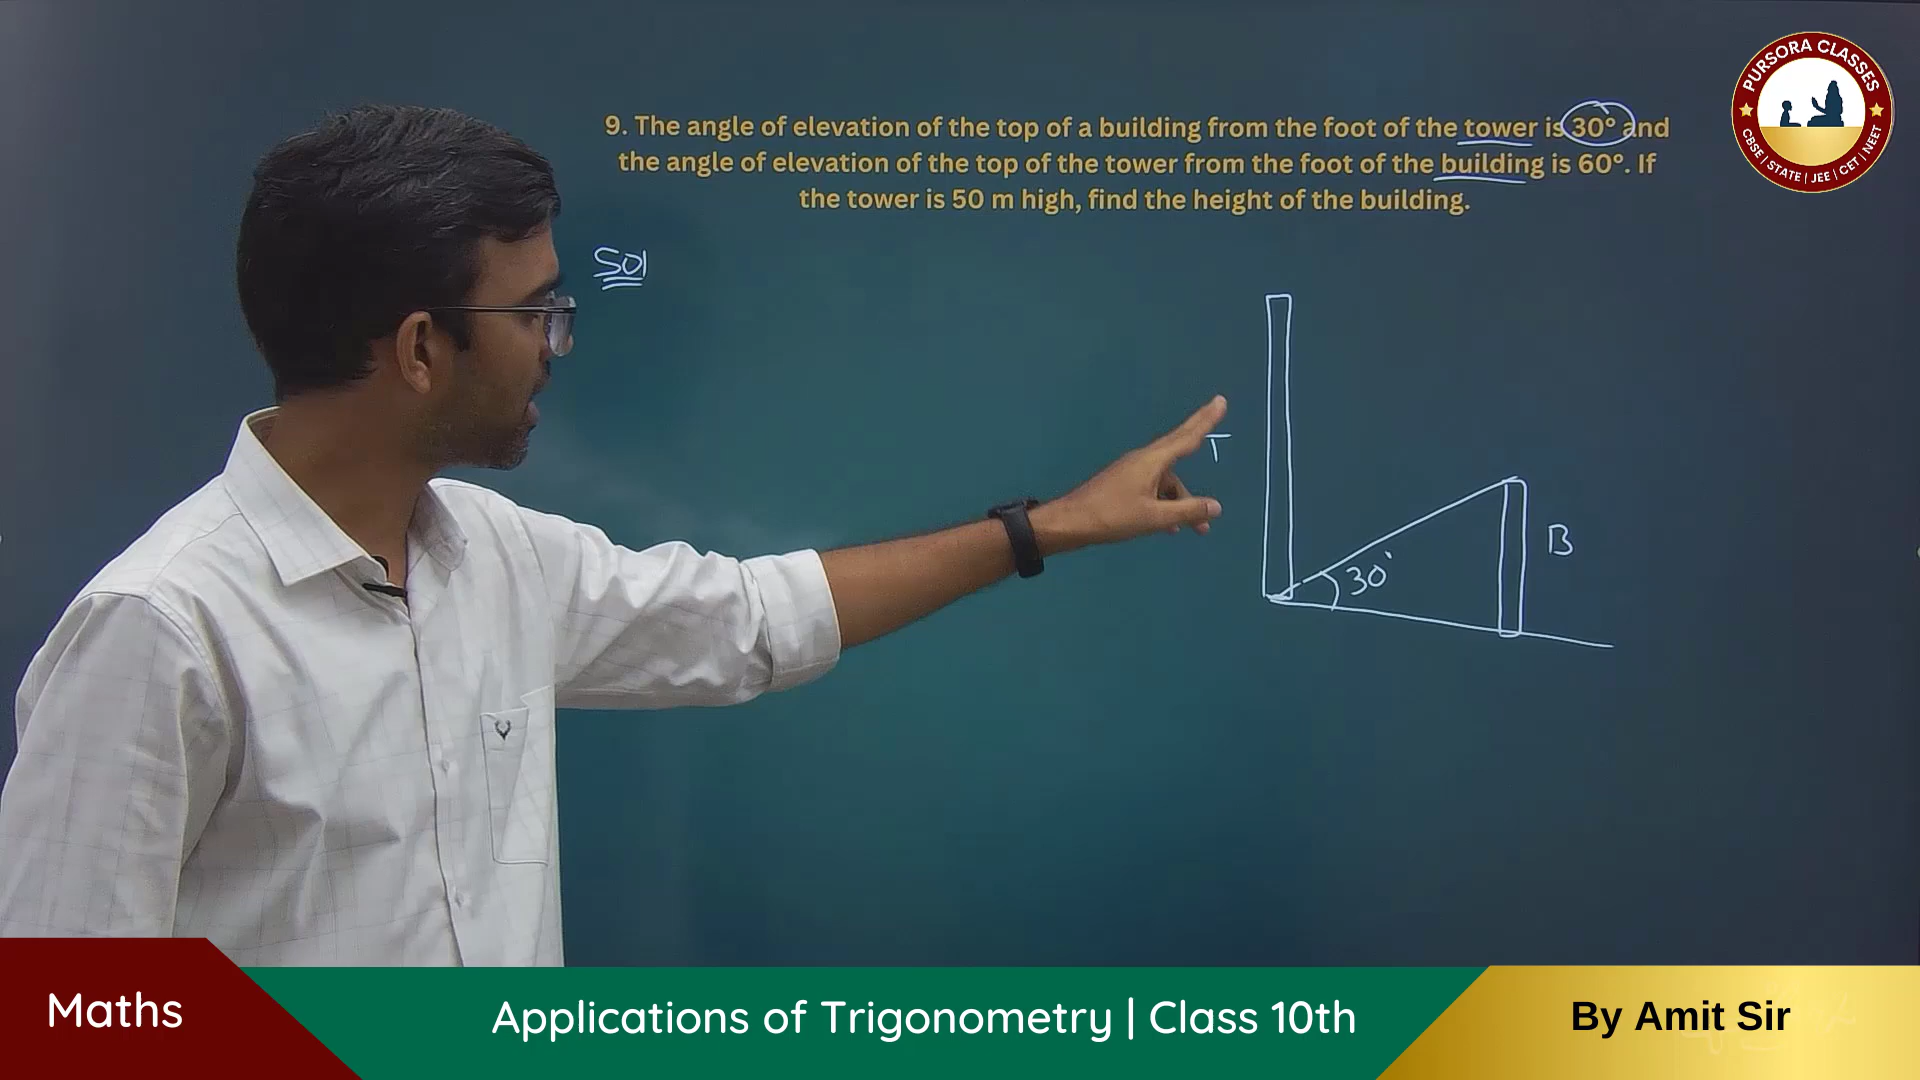 PURSORA CLASSES
CBSE | STATE | JEE | CET | NEET
9. The angle of elevation of the top of a building from the foot of the tower is 30° and
the angle of elevation of the top of the tower from the foot of the building is 60°. If
the tower is 50 m high, find the height of the building.
Sol
T
B
30°
Maths
Applications of Trigonometry | Class 10th
By Amit Sir